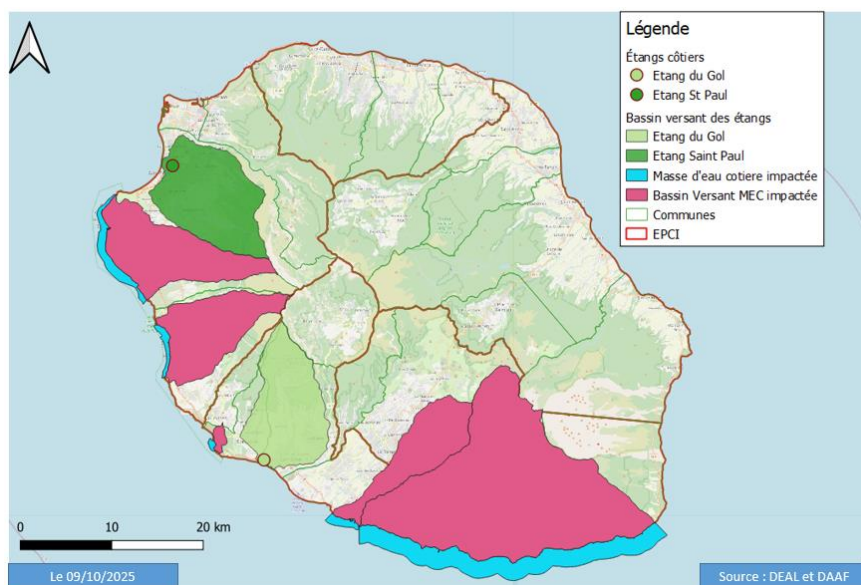 Légende
Étangs côtiers
Etang du Gol
Etang St Paul
Bassin versant des étangs
Etang du Gol
Etang Saint Paul
Masse d'eau cotiere impactée
Bassin Versant MEC impactée
Communes
EPCI
0 10 20 km
Le 09/10/2025
Source : DEAL et DAAF